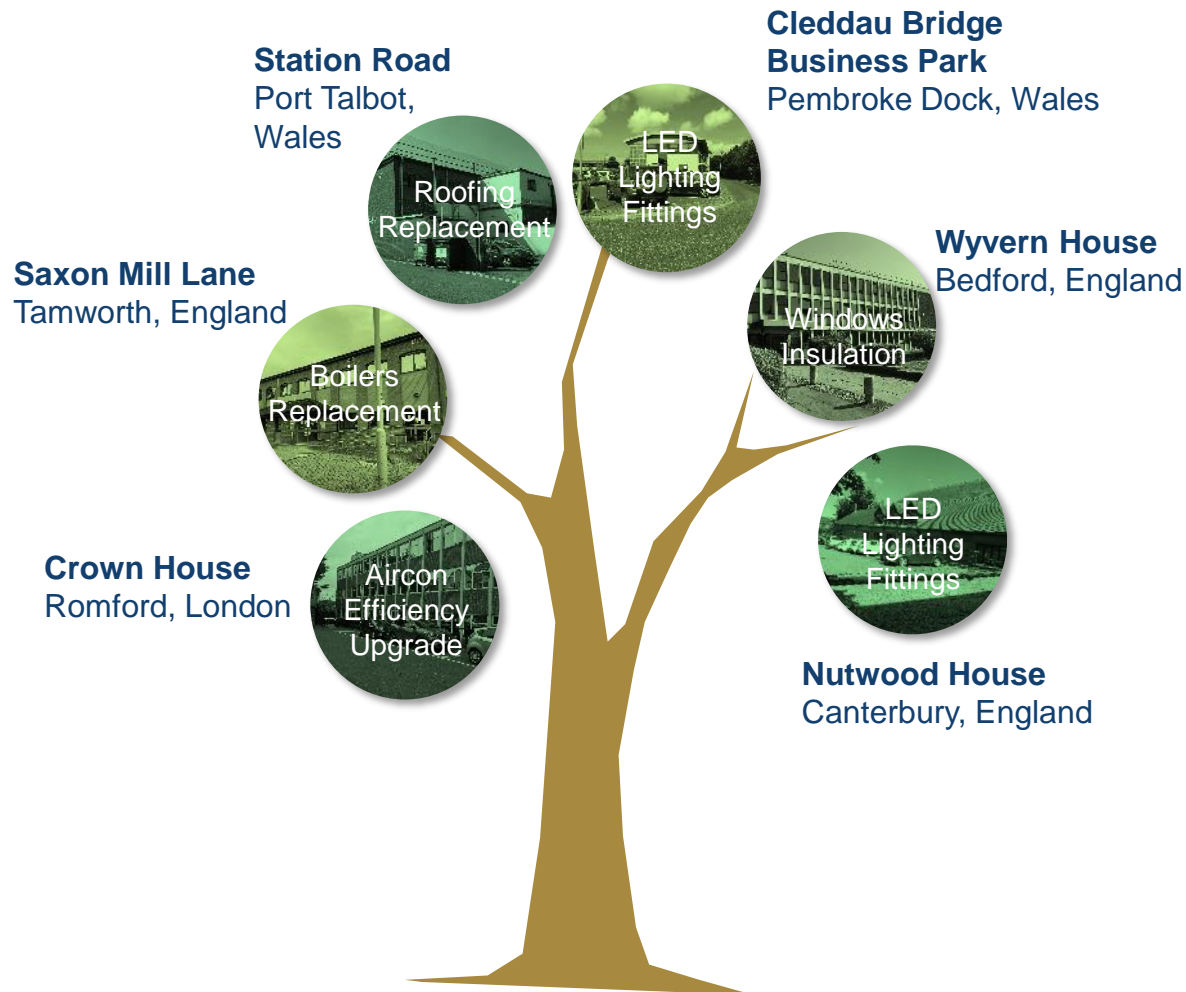 Cleddau Bridge
Business Park
Pembroke Dock, Wales
LED
Lighting
Fittings
Station Road
Port Talbot,
Wales
Roofing
Replacement
Wyvern House
Bedford, England
Windows
Insulation
Saxon Mill Lane
Tamworth, England
Boilers
Replacement
LED
Lighting
Fittings
Nutwood House
Canterbury, England
Crown House
Romford, London
Aircon
Efficiency
Upgrade